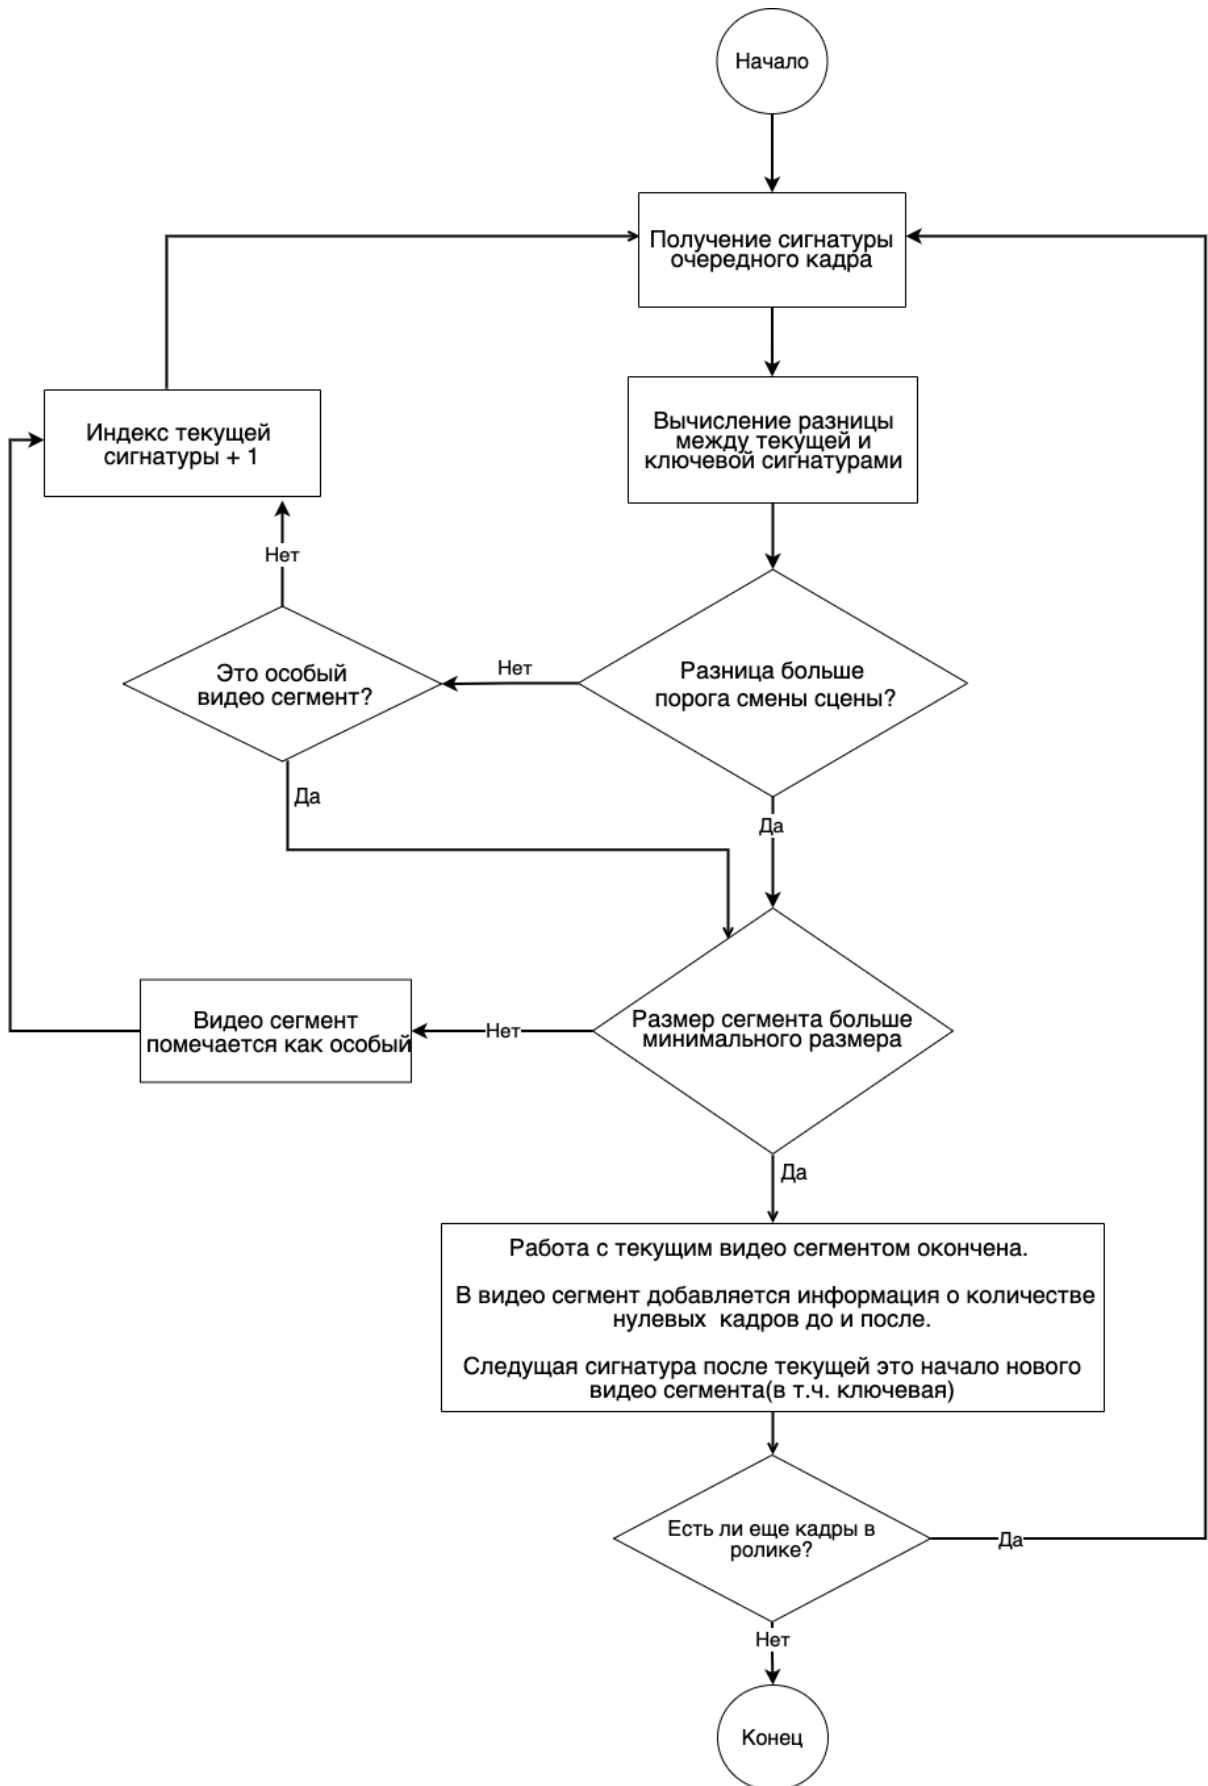 Начало
Получение сигнатуры
очередного кадра
Индекс текущей
сигнатуры + 1
Вычисление разницы
между текущей и
ключевой сигнатурами
Нет
Это особый
видео сегмент?
Нет
Разница больше
порога смены сцены?
Да
Да
Видео сегмент
помечается как особый
Нет
Размер сегмента больше
минимального размера
Да
Работа с текущим видео сегментом окончена.
В видео сегмент добавляется информация о количестве
нулевых кадров до и после.
Следущая сигнатура после текущей это начало нового
видео сегмента(в т.ч. ключевая)
Есть ли еще кадры в
ролике?
Да
Нет
Конец